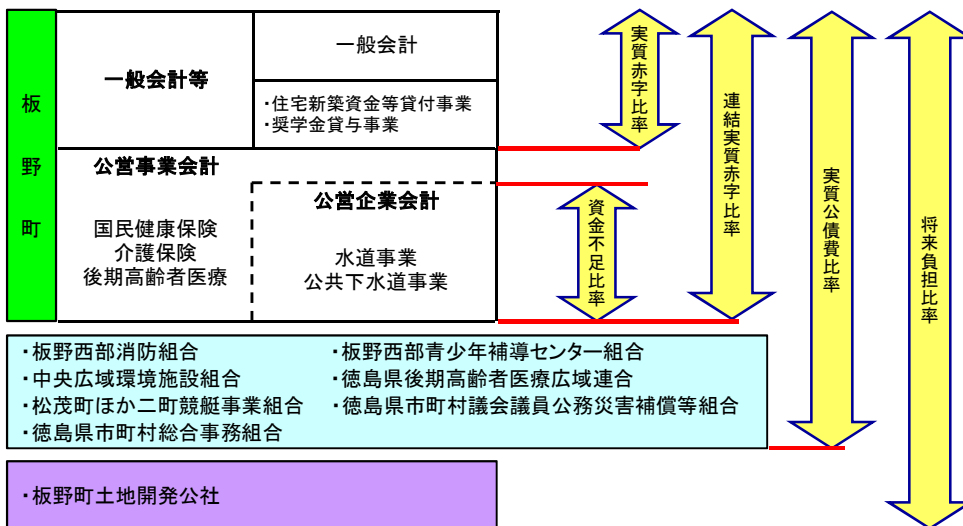 板野町
一般会計等
一般会計
・住宅新築資金等貸付事業
・奨学金貸与事業
公営事業会計
国民健康保険
介護保険
後期高齢者医療
公営企業会計
水道事業
公共下水道事業
実質赤字比率
資金不足比率
連結実質赤字比率
実質公債費比率
将来負担比率
・板野西部消防組合
・板野西部青少年補導センター組合
・中央広域環境施設組合
・徳島県後期高齢者医療広域連合
・松茂町ほか二町競艇事業組合
・徳島県市町村議会議員公務災害補償等組合
・徳島県市町村総合事務組合
・板野町土地開発公社